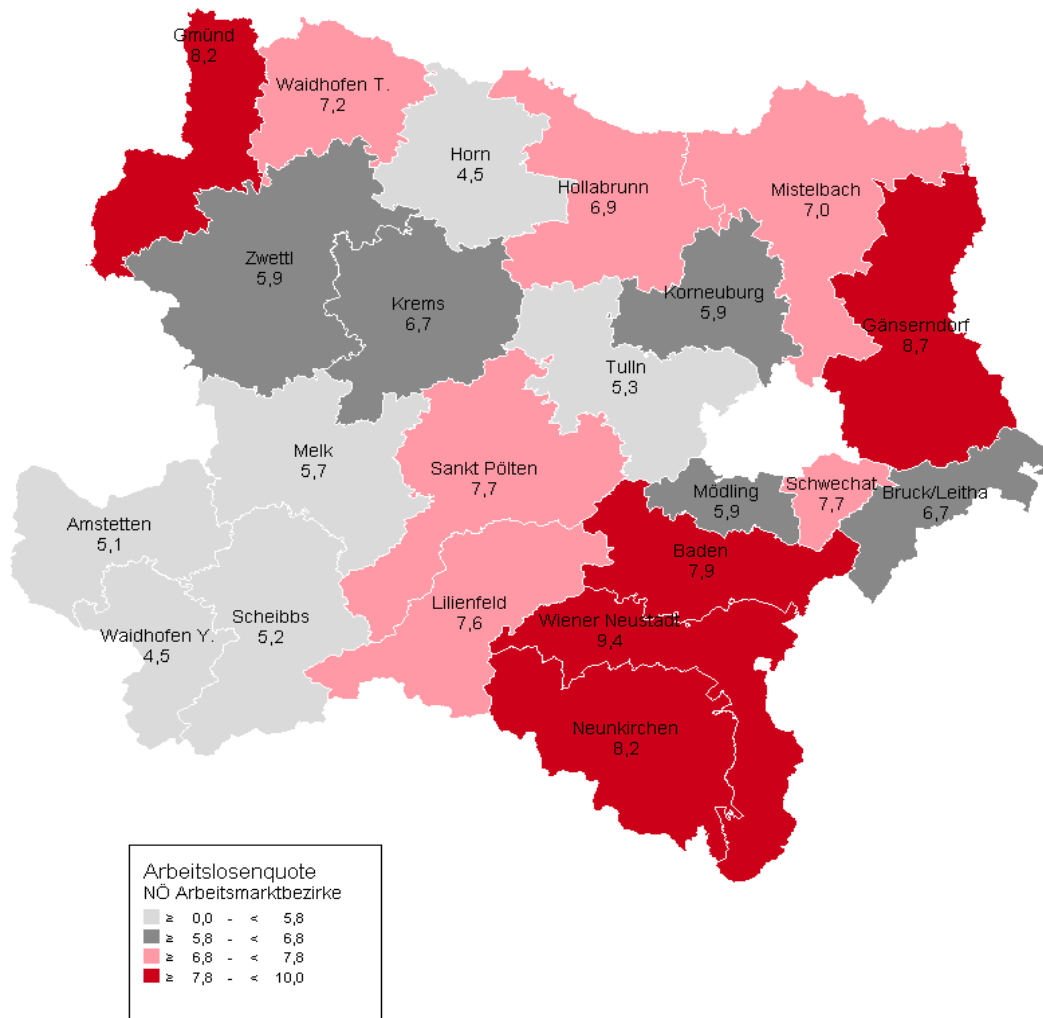 Gmünd
8,2
Waidhofen T.
7,2
Horn
4,5
Hollabrunn
6,9
Mistelbach
7,0
Zwettl
5,9
Krems
6,7
Korneuburg
5,9
Gänserndorf
8,7
Tulln
5,3
Melk
5,7
Sankt Pölten
7,7
Mödling
5,9
Schwechat
7,7
Bruck/Leitha
6,7
Amstetten
5,1
Baden
7,9
Waidhofen Y.
4,5
Scheibbs
5,2
Lilienfeld
7,6
Wiener Neustadt
9,4
Neunkirchen
8,2
Arbeitslosenquote
NÖ Arbeitsmarktbezirke
≥ 0,0 - < 5,8
≥ 5,8 - < 6,8
≥ 6,8 - < 7,8
≥ 7,8 - < 10,0